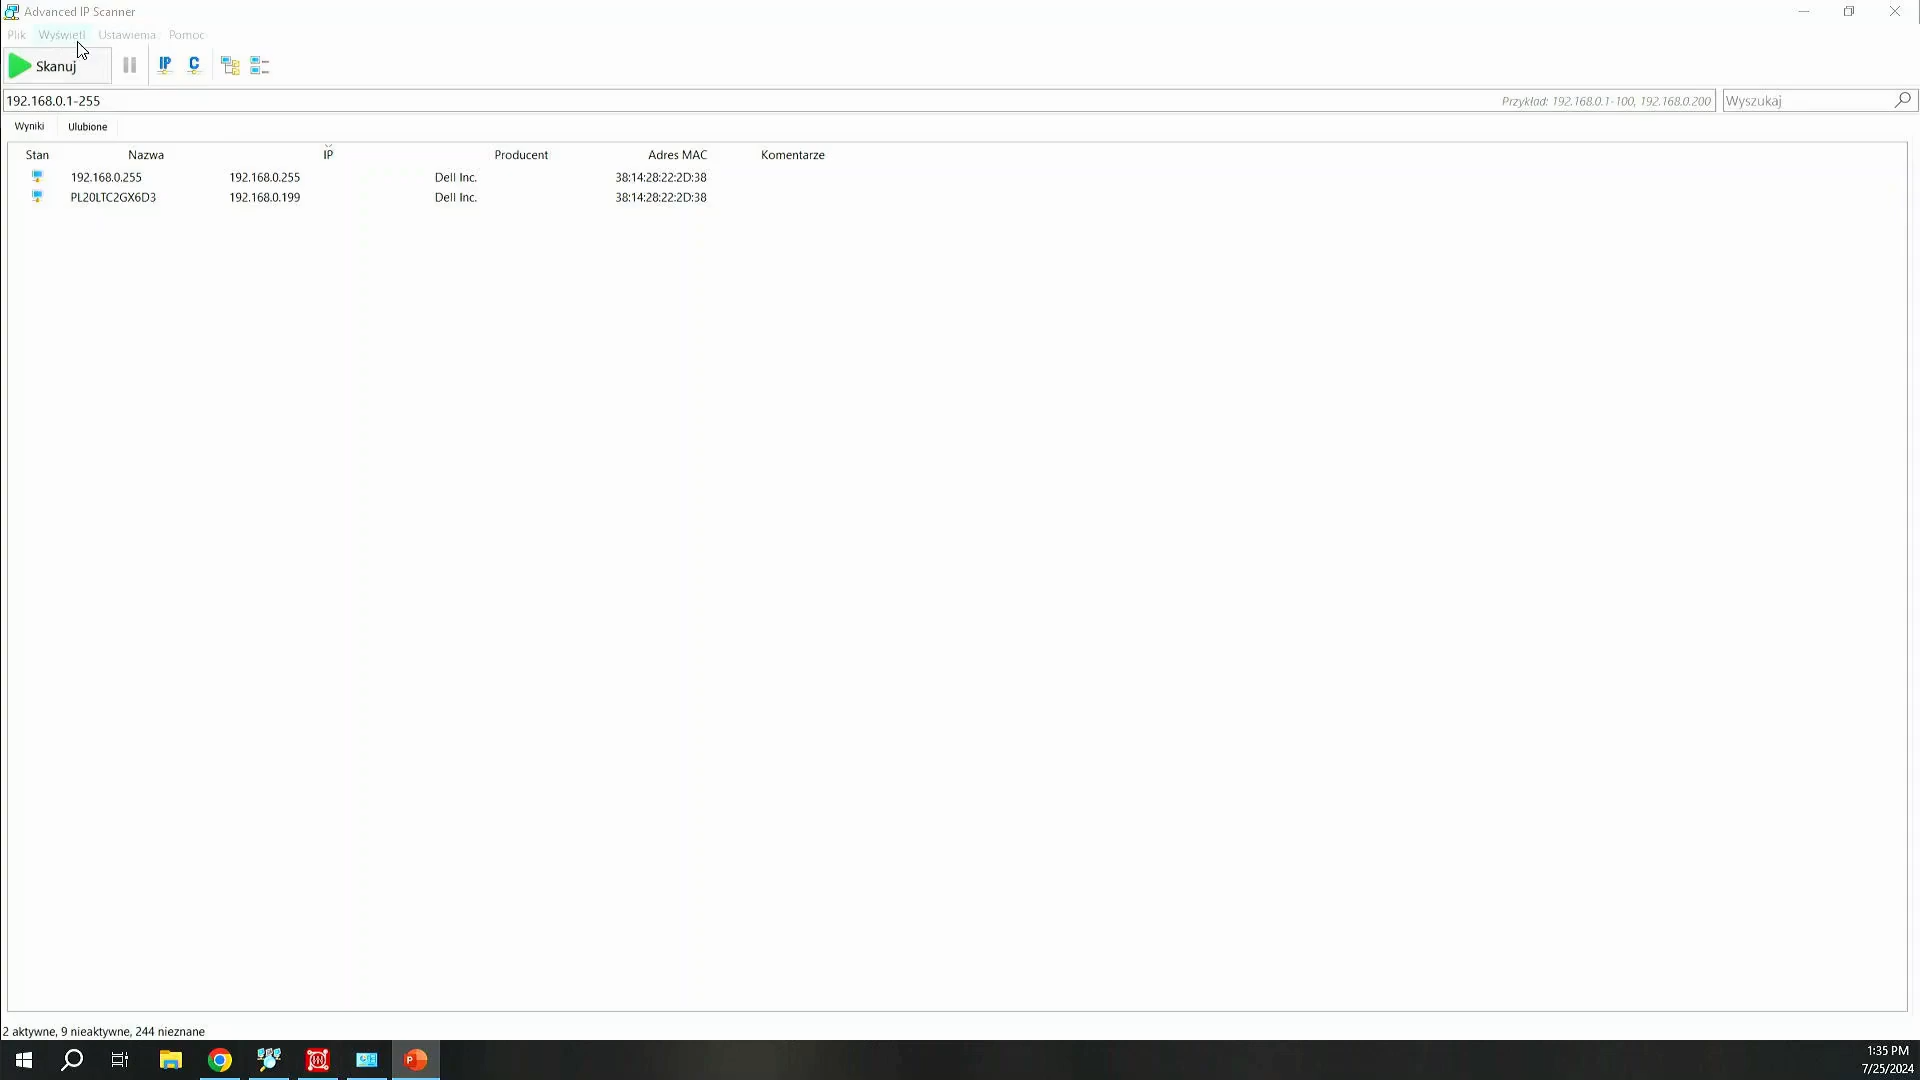 Advanced IP Scanner
Plik Wyświetl Ustawienia Pomoc
Skanuj IP C
192.168.0.1-255 Przykład: 192.168.0.1-100, 192.168.0.200 Wyszukaj
Wyniki Ulubione
Stan Nazwa IP Producent Adres MAC Komentarze
192.168.0.255 192.168.0.255 Dell Inc. 38:14:28:22:2D:38
PL20LTC2GX6D3 192.168.0.199 Dell Inc. 38:14:28:22:2D:38
2 aktywne, 9 nieaktywne, 244 nieznane
1:35 PM
7/25/2024